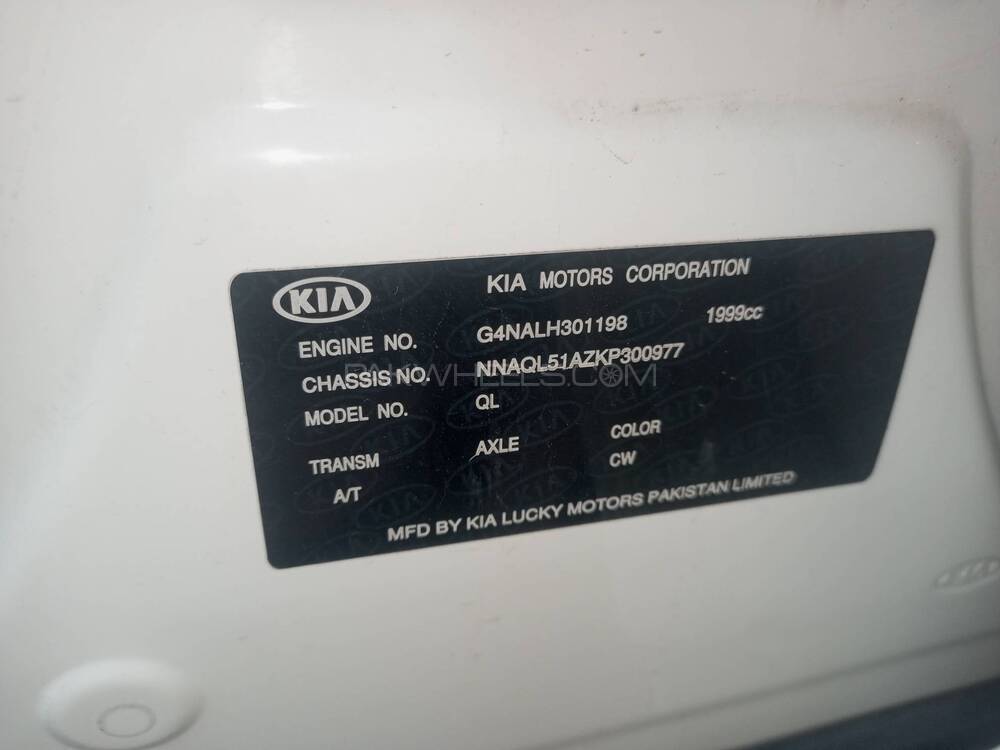 KIA KIA MOTORS CORPORATION
ENGINE NO. G4NALH301198 1999cc
CHASSIS NO. NNAQL51AZKP300977
PAKWHEELS.COM
MODEL NO. QL
TRANSM AXLE COLOR
A/T CW
MFD BY KIA LUCKY MOTORS PAKISTAN LIMITED